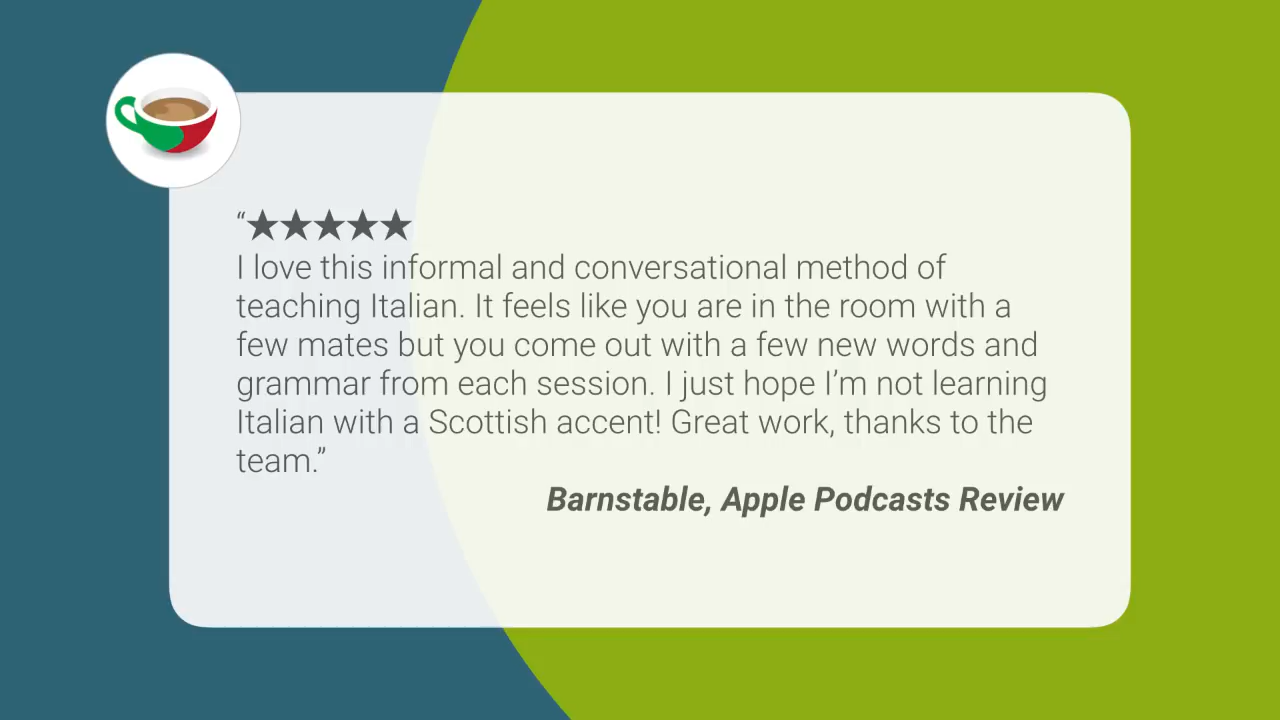 “★★★★★
I love this informal and conversational method of
teaching Italian. It feels like you are in the room with a
few mates but you come out with a few new words and
grammar from each session. I just hope I’m not learning
Italian with a Scottish accent! Great work, thanks to the
team.”
Barnstable, Apple Podcasts Review